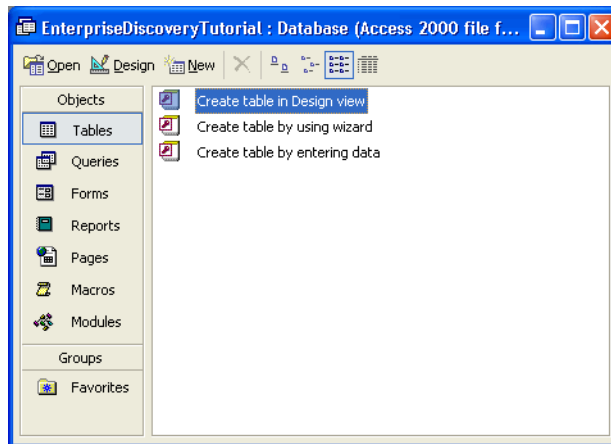 EnterpriseDiscoveryTutorial : Database (Access 2000 file f...
Open Design New
Objects
Tables
Queries
Forms
Reports
Pages
Macros
Modules
Groups
Favorites
Create table in Design view
Create table by using wizard
Create table by entering data